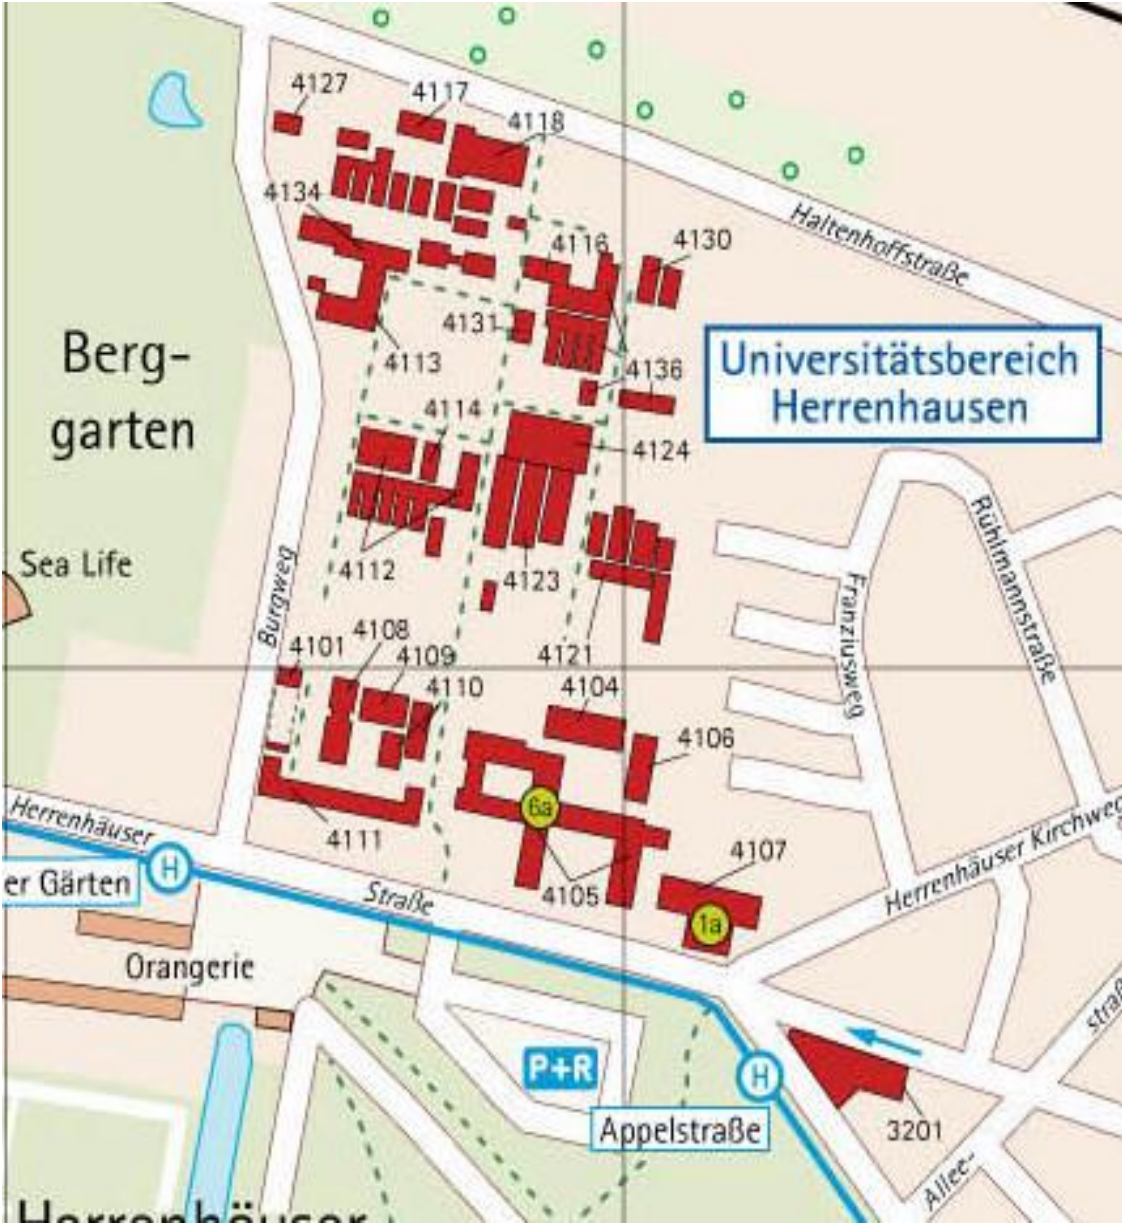 4127
4117
4118
4134
4116
4130
Haltenhoffstraße
4131
4113
4136
Universitätsbereich
Herrenhausen
Berg-
garten
4114
4124
Sea Life
Burgweg
4112
4123
Franziusweg
Rühlmannstraße
4101
4108
4109
4110
4121
4104
4106
Herrenhäuser
4111
6a
4105
4107
Herrenhäuser Kirchweg
H
er Gärten
Straße
1a
Orangerie
straß
P+R
H
Appelstraße
3201
Allee-
Herrenhäuser